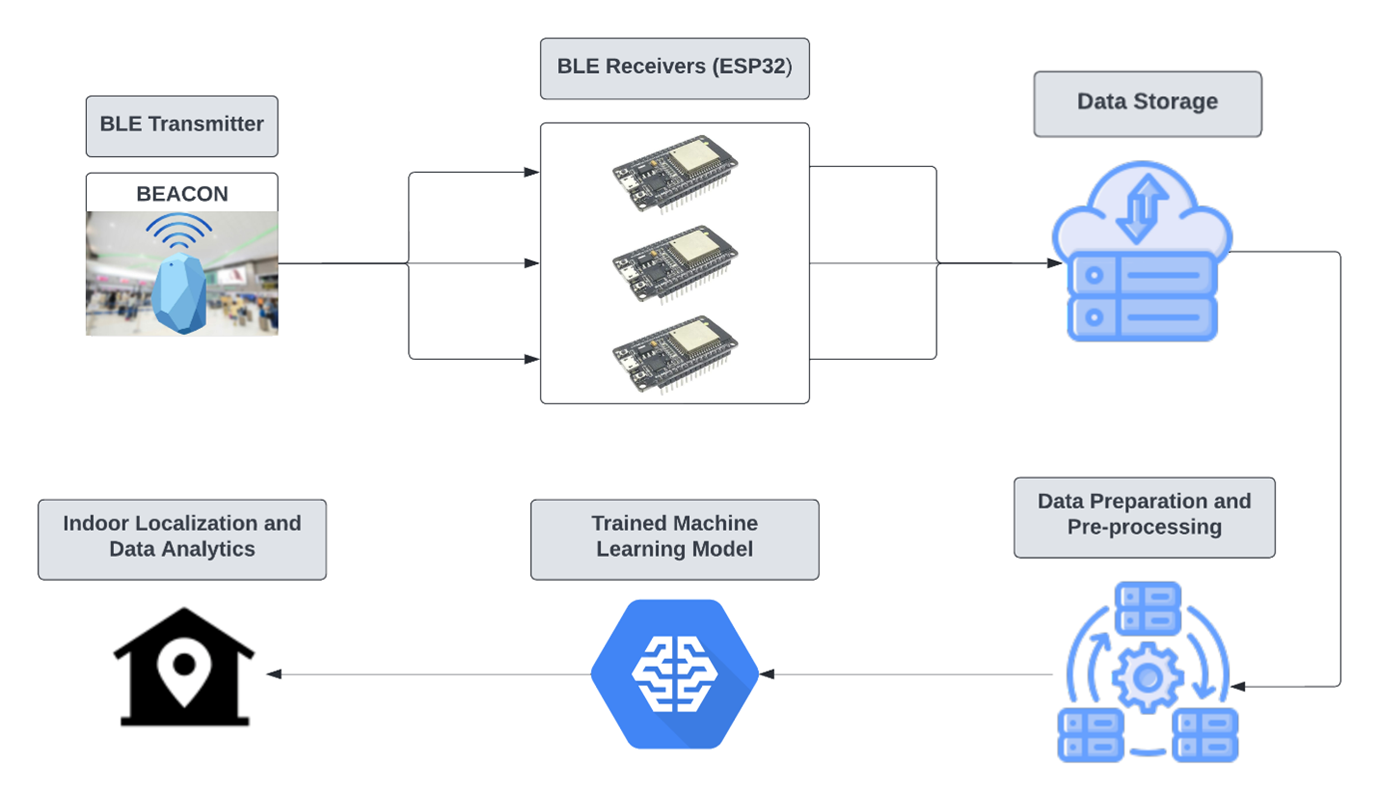 BLE Receivers (ESP32)
Data Storage
BLE Transmitter
BEACON
Indoor Localization and
Data Analytics
Trained Machine
Learning Model
Data Preparation and
Pre-processing